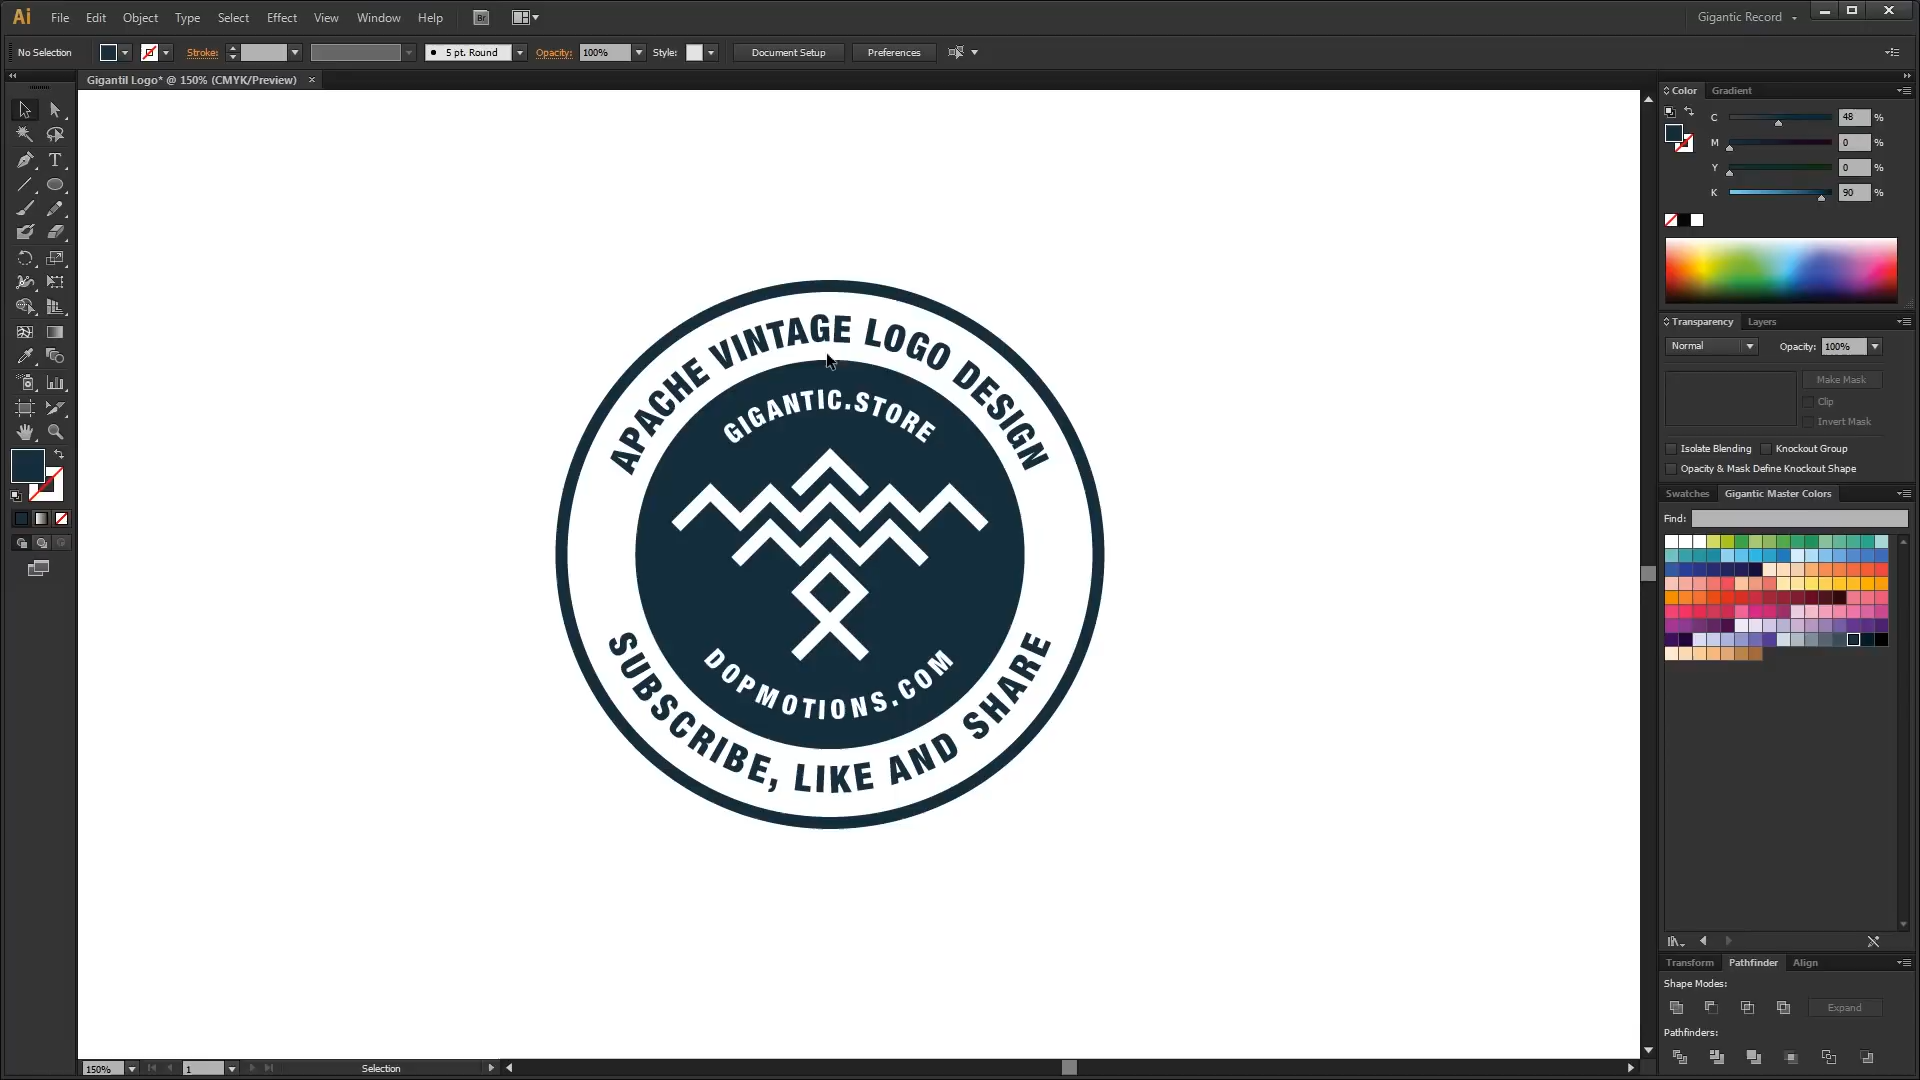 Ai File Edit Object Type Select Effect View Window Help Br Gigantic Record
No Selection Stroke: 5 pt. Round Opacity: 100% Style: Document Setup Preferences
Gigantil Logo* @ 150% (CMYK/Preview)
APACHE VINTAGE LOGO DESIGN
GIGANTIC.STORE
DOPMOTIONS.COM
SUBSCRIBE, LIKE AND SHARE
Color Gradient
C 48 %
M 0 %
Y 0 %
K 90 %
Transparency Layers
Normal Opacity: 100%
Make Mask
Clip
Invert Mask
Isolate Blending Knockout Group
Opacity & Mask Define Knockout Shape
Swatches Gigantic Master Colors
Find:
Transform Pathfinder Align
Shape Modes:
Expand
Pathfinders:
150% 1 Selection